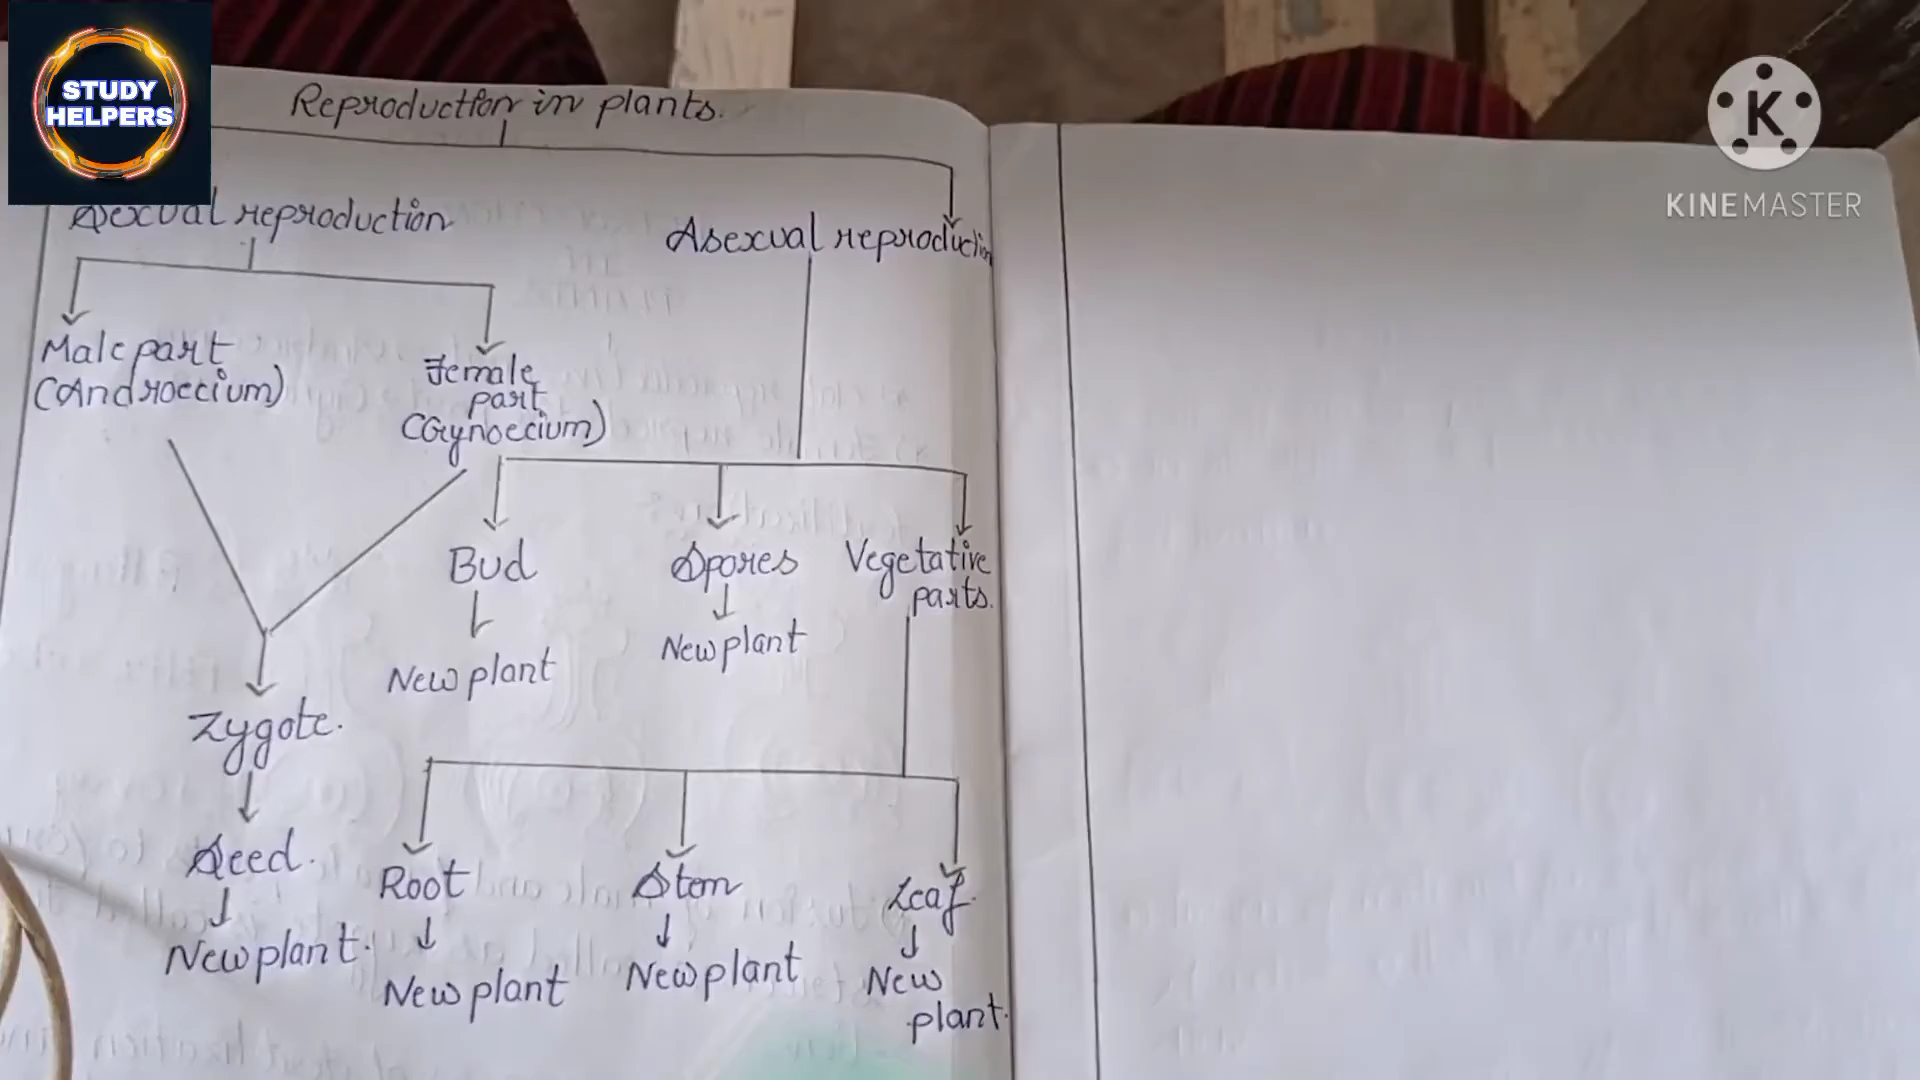 STUDY
HELPERS
Reproduction in plants.
K
KINEMASTER
Sexual reproduction
Asexual reproduction
Male part
(Androecium)
Female
part
(Gynoecium)
Bud
Spores
Vegetative
parts.
New plant
New plant
Zygote.
Seed.
Root
Stem
Leaf.
New plant.
New plant
New plant
New
plant.